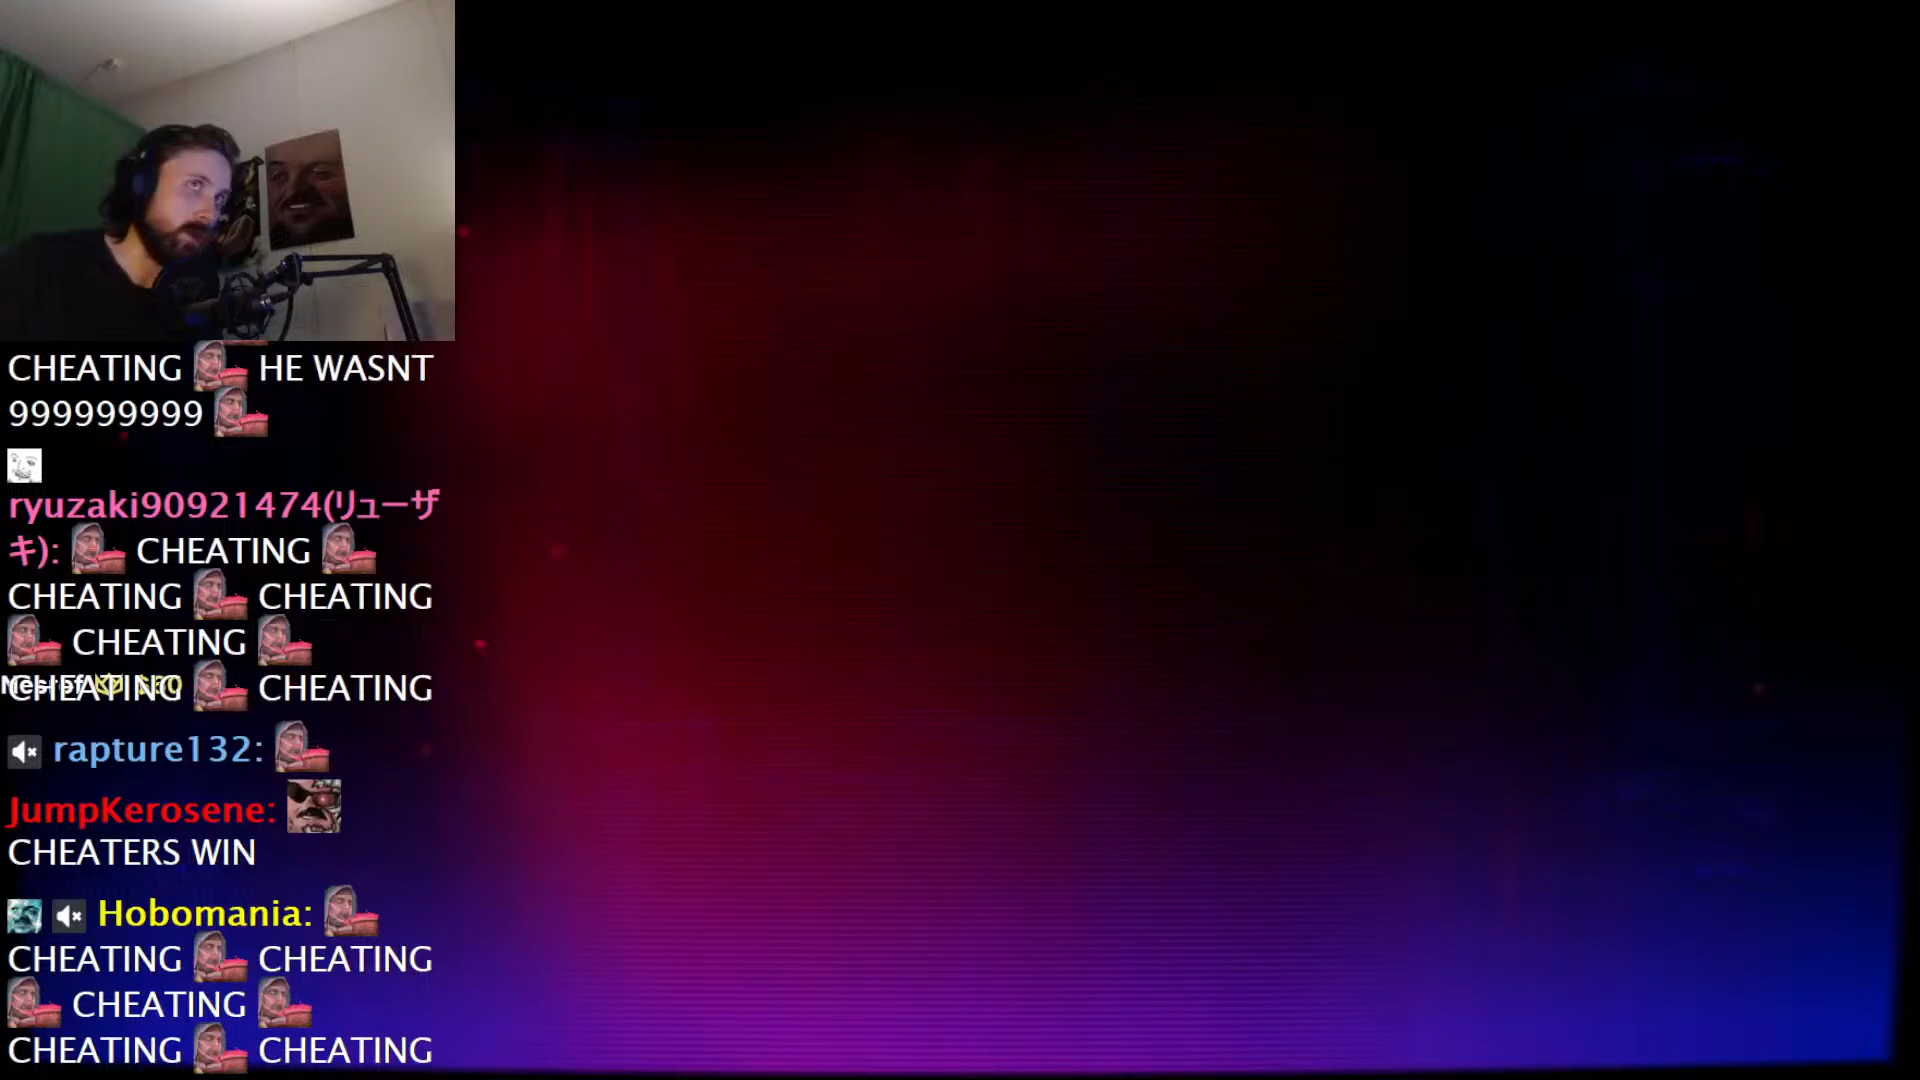 CHEATING HE WASNT
999999999
ryuzaki90921474(リューザ
キ): CHEATING
CHEATING CHEATING
CHEATING
CHEATING CHEATING
rapture132:
JumpKerosene:
CHEATERS WIN
Hobomania:
CHEATING CHEATING
CHEATING
CHEATING CHEATING